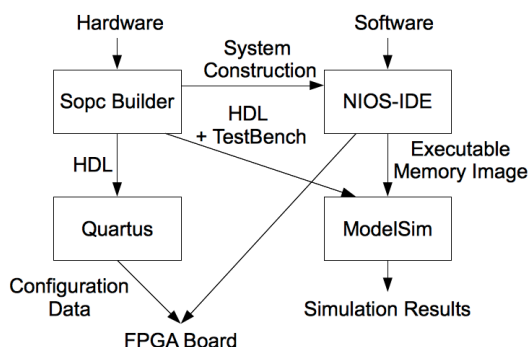 Hardware
Software
System
Construction
Sopc Builder
NIOS-IDE
HDL
+ TestBench
HDL
Executable
Memory Image
Quartus
ModelSim
Configuration
Data
Simulation Results
FPGA Board